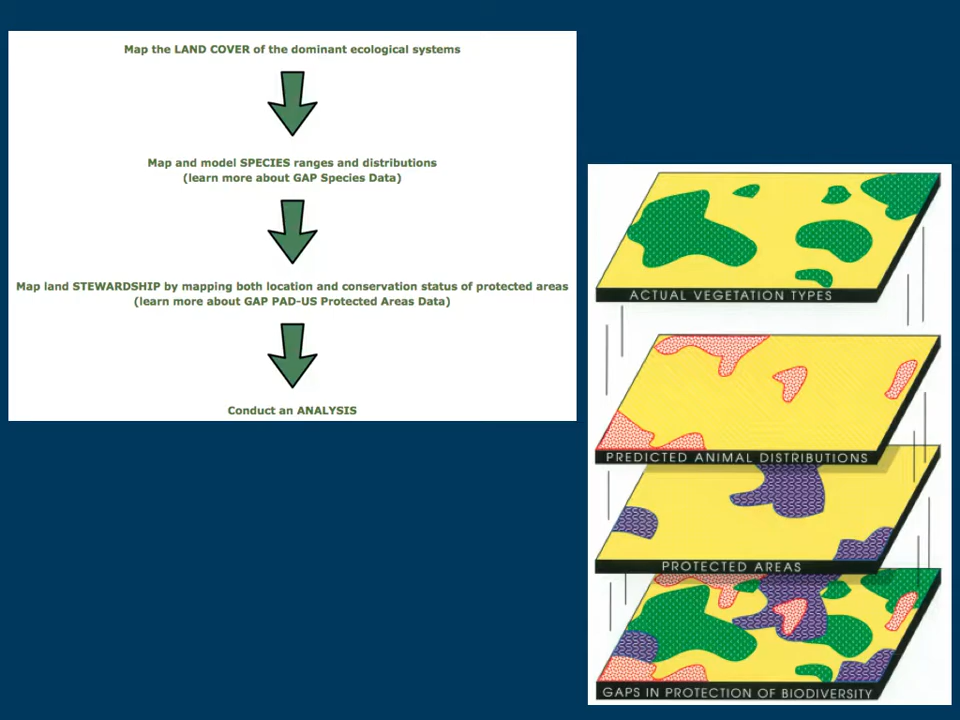 Map the LAND COVER of the dominant ecological systems
Map and model SPECIES ranges and distributions
(learn more about GAP Species Data)
Map land STEWARDSHIP by mapping both location and conservation status of protected areas
(learn more about GAP PAD-US Protected Areas Data)
Conduct an ANALYSIS
ACTUAL VEGETATION TYPES
PREDICTED ANIMAL DISTRIBUTIONS
PROTECTED AREAS
GAPS IN PROTECTION OF BIODIVERSITY